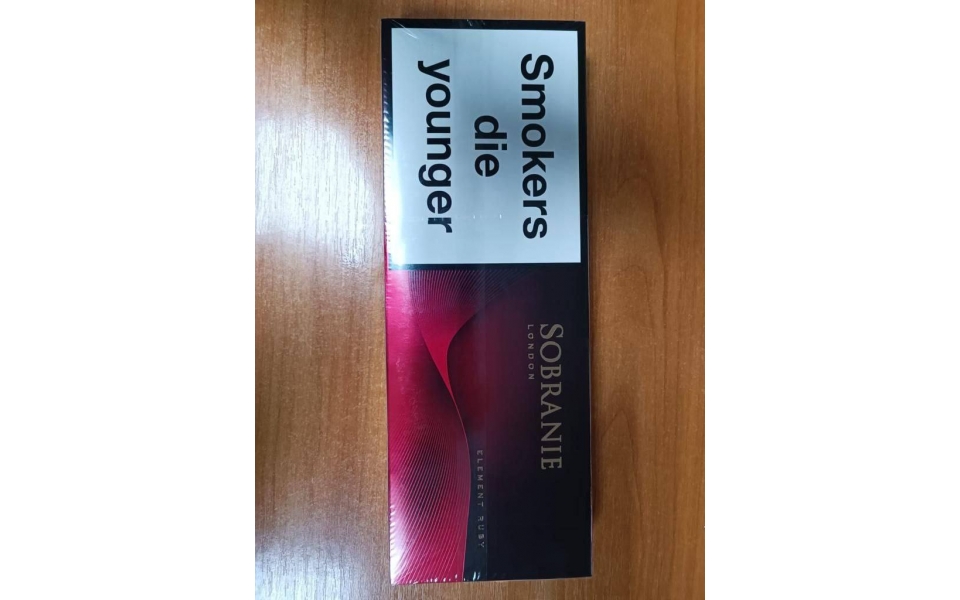 Smokers
die
younger
SOBRANIE
LONDON
ELEMENT RUBY